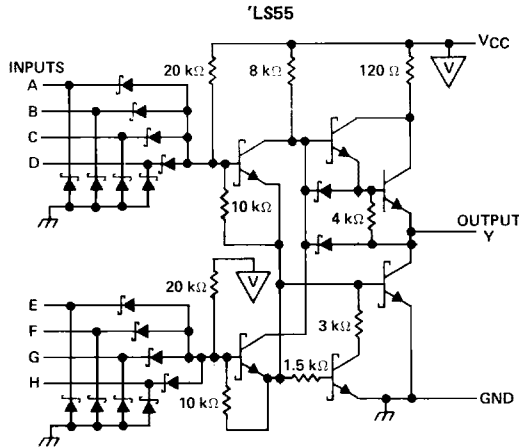 'LS55
VCC
20 kΩ
8 kΩ
120 Ω
V
INPUTS
A
B
C
D
10 kΩ
4 kΩ
OUTPUT
Y
20 kΩ
V
E
F
G
H
3 kΩ
1.5 kΩ
10 kΩ
GND